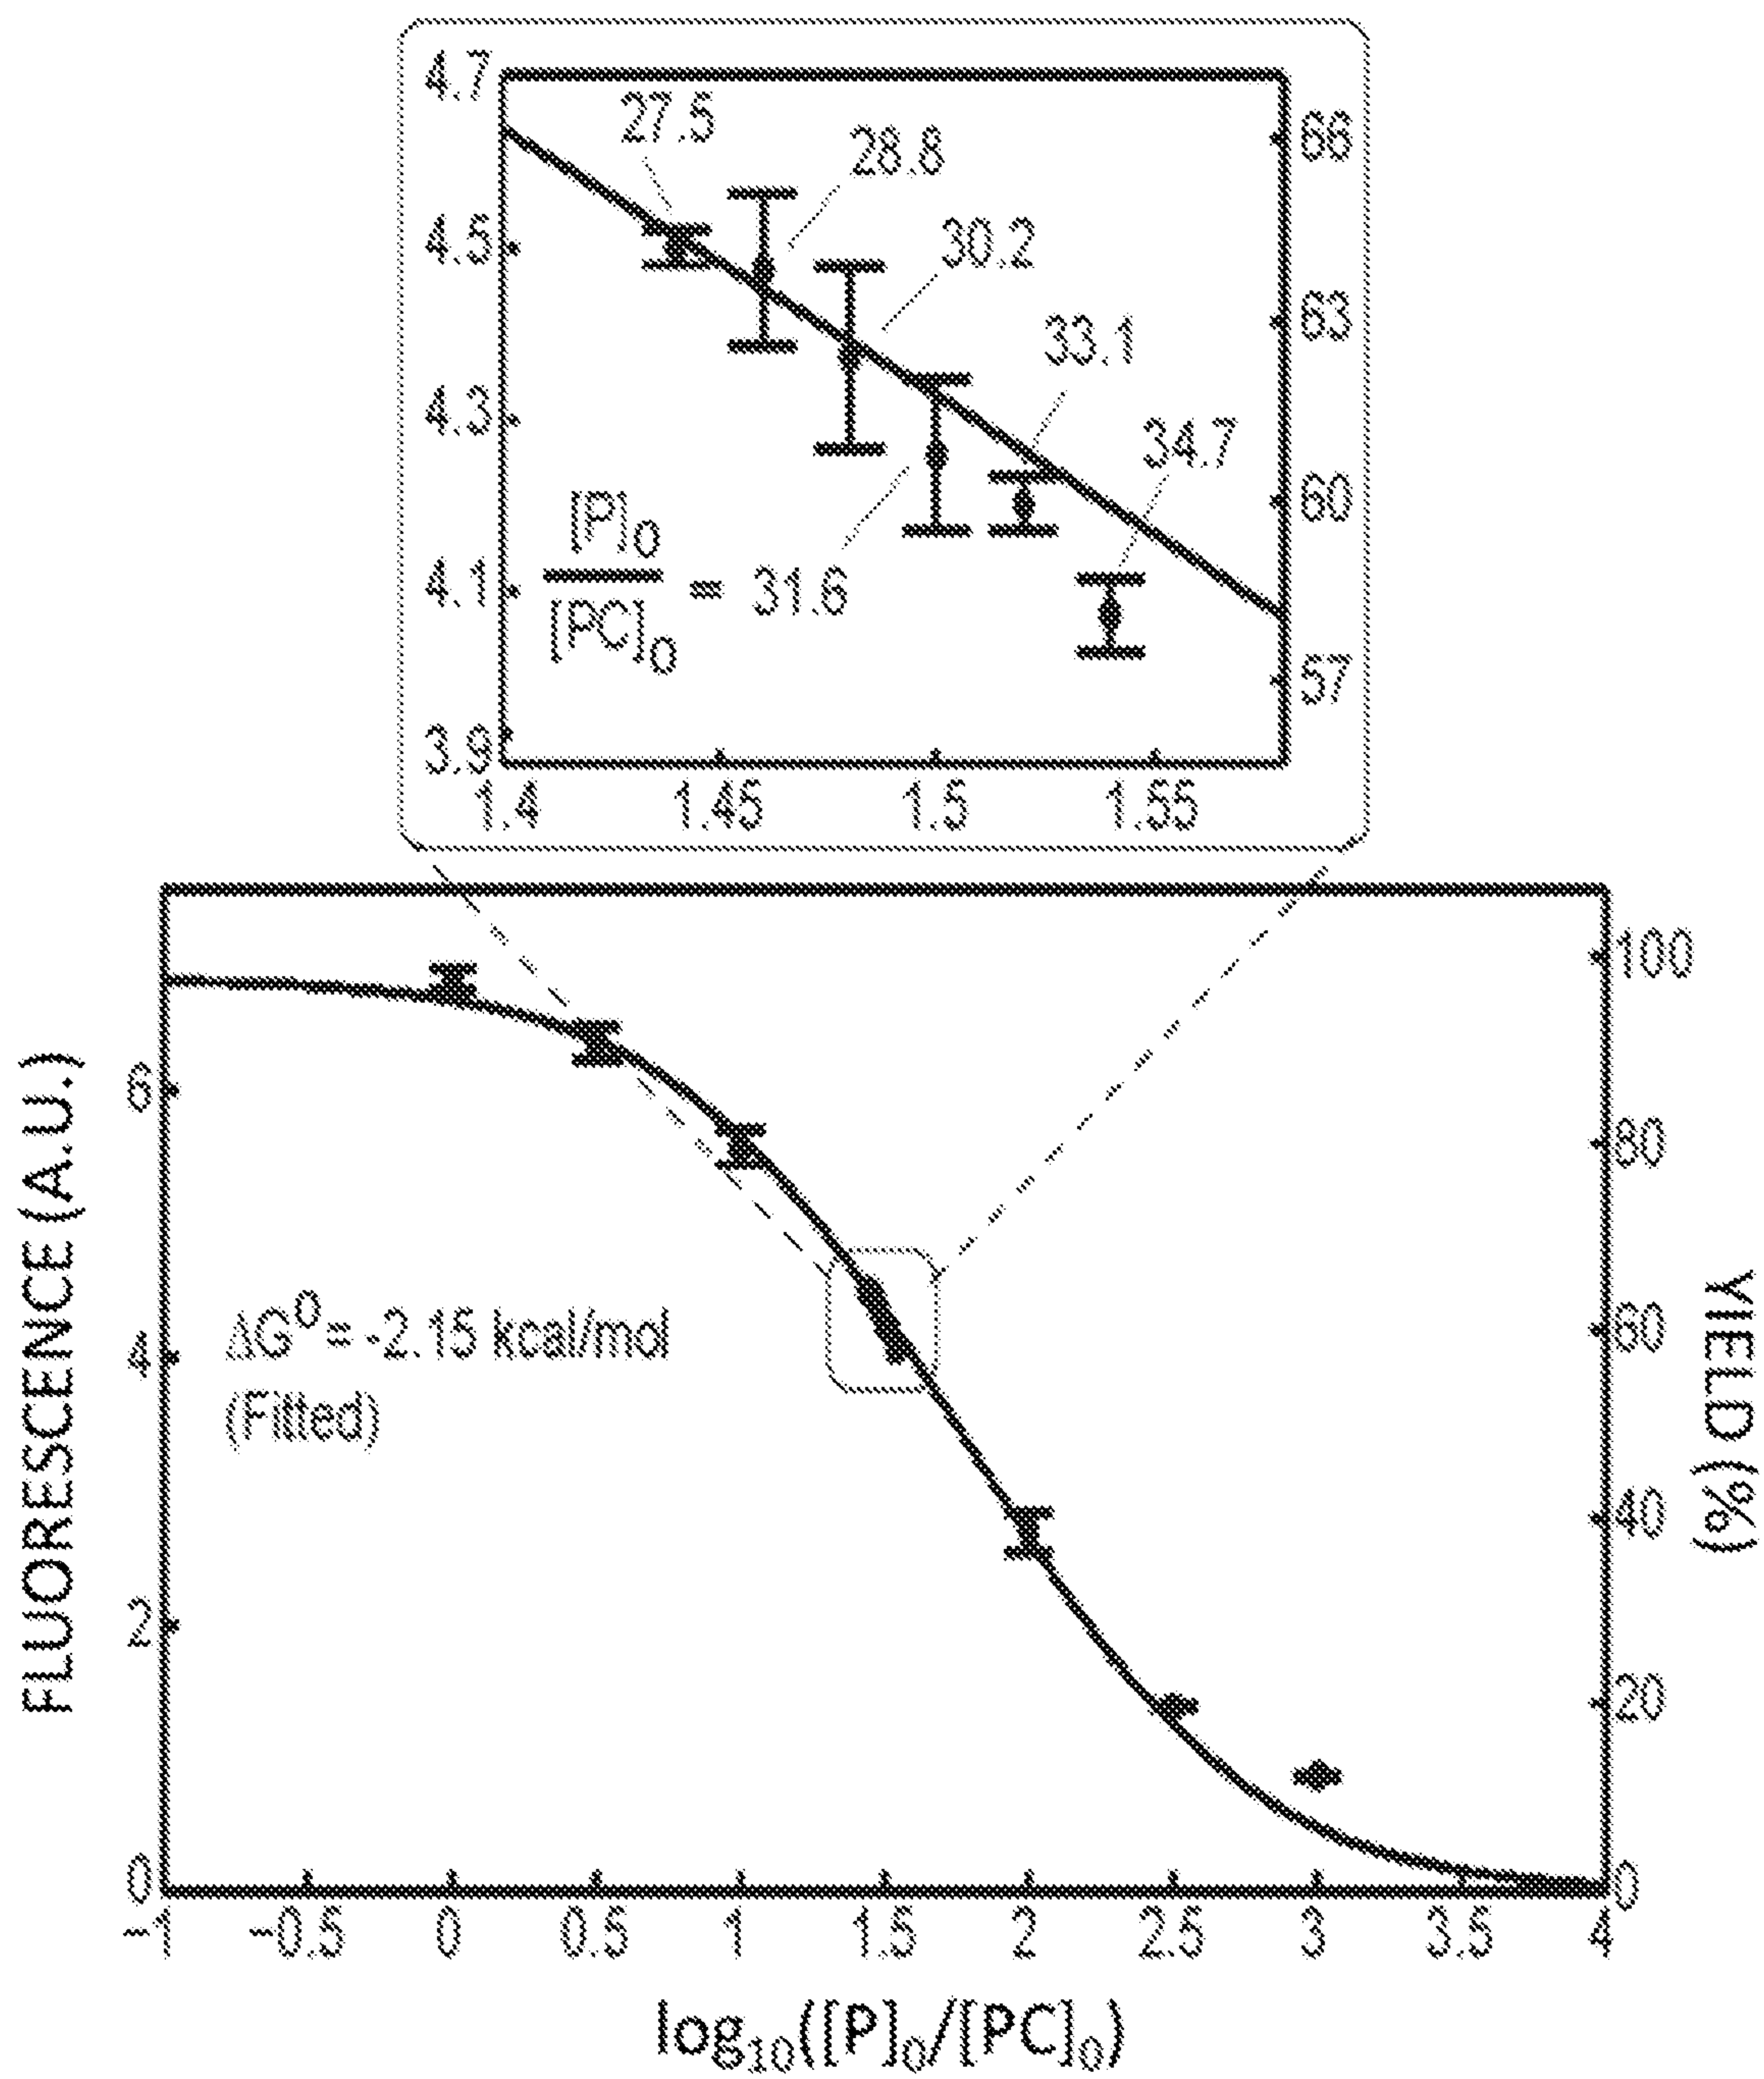 4.7
27.5
66
28.8
4.5
30.2
63
33.1
4.3
34.7
60
[P]0
[PC]0
= 31.6
4.1
57
3.9
1.4 1.45 1.5 1.55
100
6
80
FLUORESCENCE (A.U.)
YIELD (%)
ΔG0 = -2.15 kcal/mol
(Fitted)
60
4
40
2
20
0
0
-1 -0.5 0 0.5 1 1.5 2 2.5 3 3.5 4
log10([P]0/[PC]0)